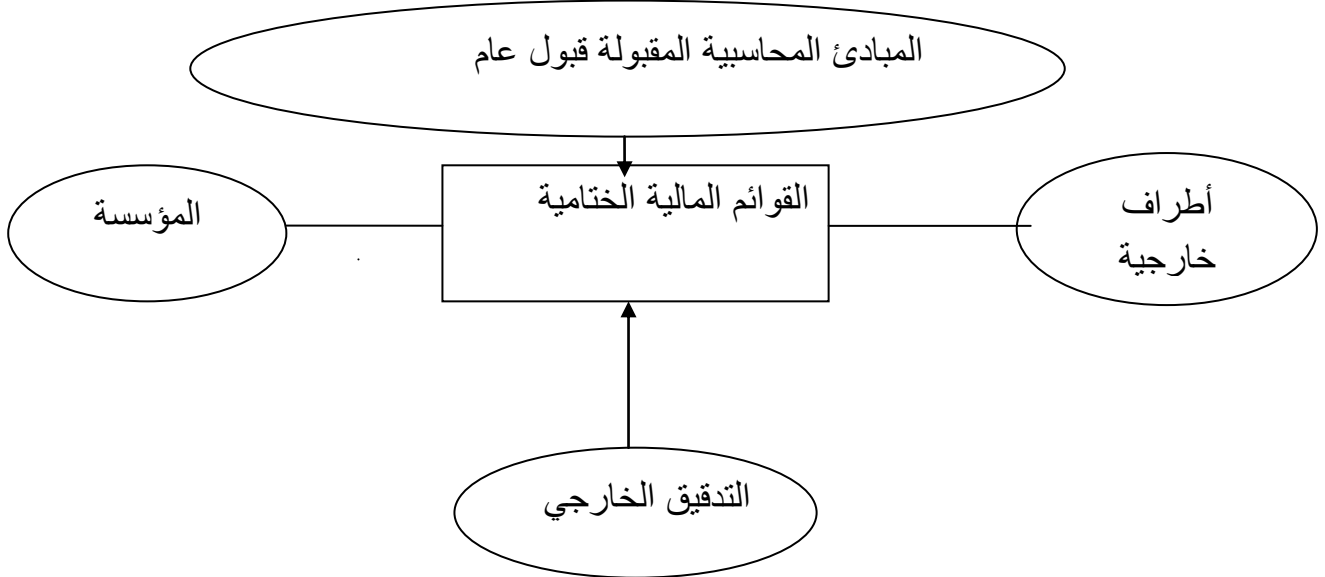 المبادئ المحاسبية المقبولة قبول عام
القوائم المالية الختامية
أطراف
خارجية
المؤسسة
التدقيق الخارجي